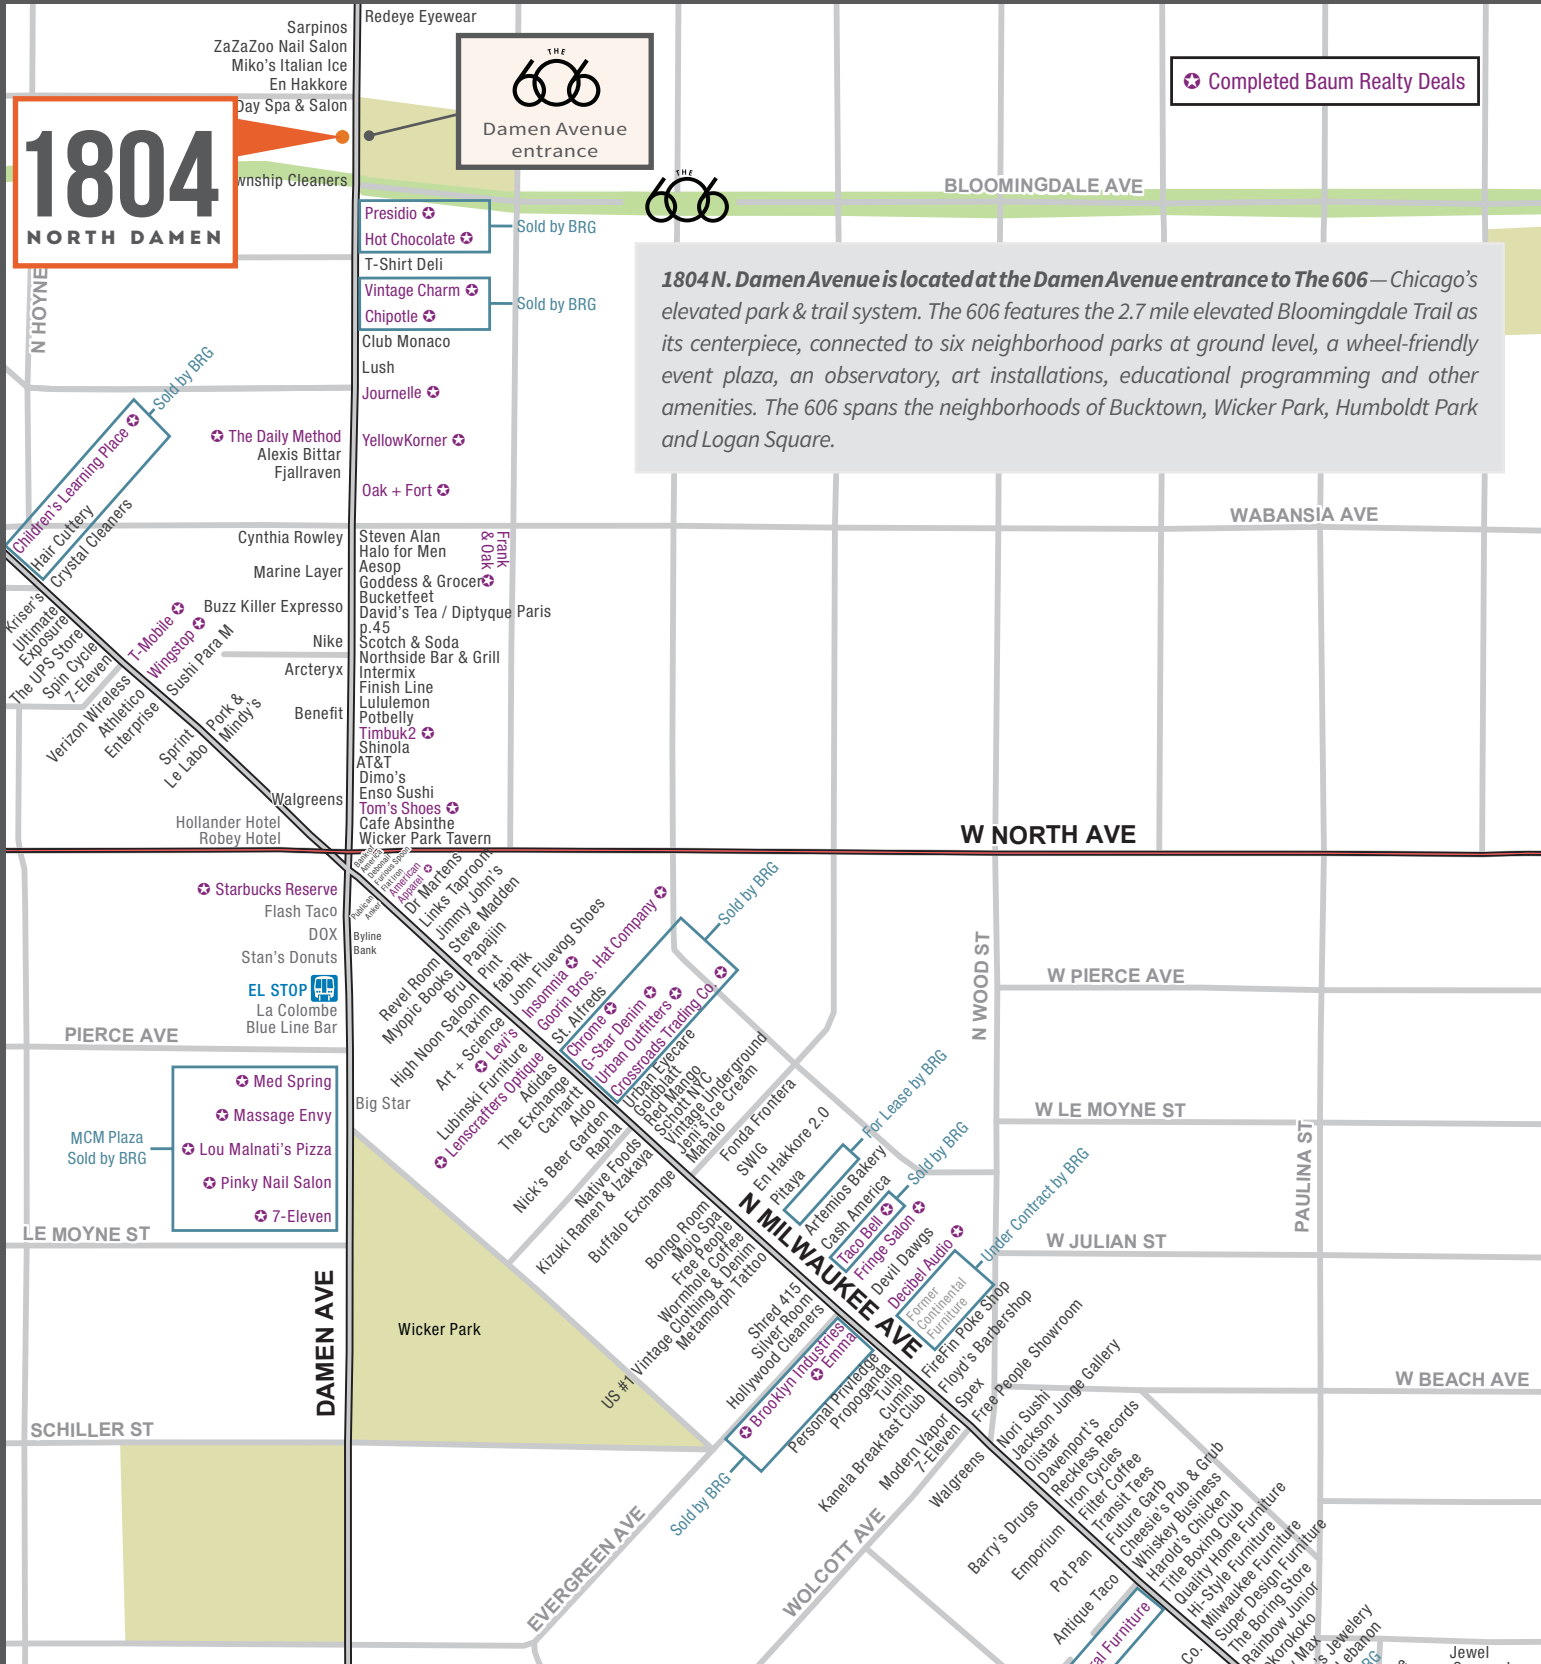 Redeye Eyewear
Sarpinos
ZaZaZoo Nail Salon
Miko's Italian Ice
En Hakkore
Day Spa & Salon
1804
NORTH DAMEN
wnship Cleaners
THE
606
Damen Avenue
entrance
✪ Completed Baum Realty Deals
THE
606
BLOOMINGDALE AVE
1804 N. Damen Avenue is located at the Damen Avenue entrance to The 606 — Chicago's
elevated park & trail system. The 606 features the 2.7 mile elevated Bloomingdale Trail as
its centerpiece, connected to six neighborhood parks at ground level, a wheel-friendly
event plaza, an observatory, art installations, educational programming and other
amenities. The 606 spans the neighborhoods of Bucktown, Wicker Park, Humboldt Park
and Logan Square.
Presidio ✪
Hot Chocolate ✪
Sold by BRG
T-Shirt Deli
Vintage Charm ✪
Chipotle ✪
Sold by BRG
Club Monaco
Lush
Journelle ✪
YellowKorner ✪
Oak + Fort ✪
N HOYNE
✪ The Daily Method
Alexis Bittar
Fjallraven
Sold by BRG
Children's Learning Place ✪
Hair Cuttery
Crystal Cleaners
WABANSIA AVE
Cynthia Rowley
Marine Layer
Buzz Killer Expresso
Nike
Arcteryx
Benefit
Walgreens
Hollander Hotel
Robey Hotel
Steven Alan
Halo for Men
Aesop
Goddess & Grocer
Frank
& Oak ✪
Bucketfeet
David's Tea / Diptyque Paris
p.45
Scotch & Soda
Northside Bar & Grill
Intermix
Finish Line
Lululemon
Potbelly
Timbuk2 ✪
Shinola
AT&T
Dimo's
Enso Sushi
Tom's Shoes ✪
Cafe Absinthe
Wicker Park Tavern
Kriser's
Ultimate
Exposure
The UPS Store
Spin Cycle
7-Eleven
T-Mobile ✪
Wingstop ✪
Sushi Para M
Verizon Wireless
Athletico
Enterprise
Sprint
Le Labo
Pork &
Mindy's
W NORTH AVE
✪ Starbucks Reserve
Flash Taco
DOX
Stan's Donuts
EL STOP
La Colombe
Blue Line Bar
Bank of
America
Debonair
Furious Spoon
Flat Iron
American
Apparel ✪
Publican
Anker
Byline
Bank
Dr Martens
Links Taproom
Jimmy John's
Steve Madden
Papajin
Pint
fab'Rik
John Fluevog Shoes
Insomnia ✪
Goorin Bros. Hat Company ✪
St. Alfreds
Chrome ✪
G-Star Denim ✪
Urban Outfitters ✪
Crossroads Trading Co. ✪
Sold by BRG
Revel Room
Myopic Books
Bru
High Noon Saloon
Taxim
Art + Science
✪ Levi's
Lubinski Furniture
✪ Lenscrafters Optique
Adidas
The Exchange
Carhartt
Aldo
Nick's Beer Garden
Rapha
Native Foods
Kizuki Ramen & Izakaya
Buffalo Exchange
Urban Eyecare
Goldblatt
Red Mango
Schott NYC
Vintage Underground
Jeni's Ice Cream
Mahalo
Fonda Frontera
SWIG
En Hakkore 2.0
Pitaya
For Lease by BRG
Artemios Bakery
Cash America
Taco Bell ✪
Sold by BRG
Fringe Salon ✪
Devil Dawgs
Decibel Audio ✪
Former
Continental
Furniture
Under Contract by BRG
N WOOD ST
W PIERCE AVE
W LE MOYNE ST
PAULINA ST
W JULIAN ST
W BEACH AVE
PIERCE AVE
✪ Med Spring
✪ Massage Envy
✪ Lou Malnati's Pizza
✪ Pinky Nail Salon
✪ 7-Eleven
MCM Plaza
Sold by BRG
Big Star
LE MOYNE ST
DAMEN AVE
Wicker Park
SCHILLER ST
N MILWAUKEE AVE
Bongo Room
Mojo Spa
Free People
Wormhole Coffee
US #1 Vintage Clothing & Denim
Metamorph Tattoo
Shred 415
Silver Room
Hollywood Cleaners
✪ Brooklyn Industries
✪ Emma
Sold by BRG
Personal Privledge
Propoganda
Tulip
Cumin
Kanela Breakfast Club
Modern Vapor
7-Eleven
Walgreens
Barry's Drugs
Emporium
Pot Pan
Antique Taco
FireFin Poke Shop
Floyd's Barbershop
Spex
Free People Showroom
Nori Sushi
Jackson Junge Gallery
Oilstar
Davenport's
Reckless Records
Iron Cycles
Filter Coffee
Transit Tees
Future Garb
Cheesie's Pub & Grub
Whiskey Business
Harold's Chicken
Title Boxing Club
Quality Home Furniture
Hi-Style Furniture
Milwaukee Furniture
Super Design Furniture
The Boring Store
Rainbow Junior
okorokoko
Max
s Jewelery
Lebanon
EVERGREEN AVE
WOLCOTT AVE
ral Furniture
Co.
RG
Jewel